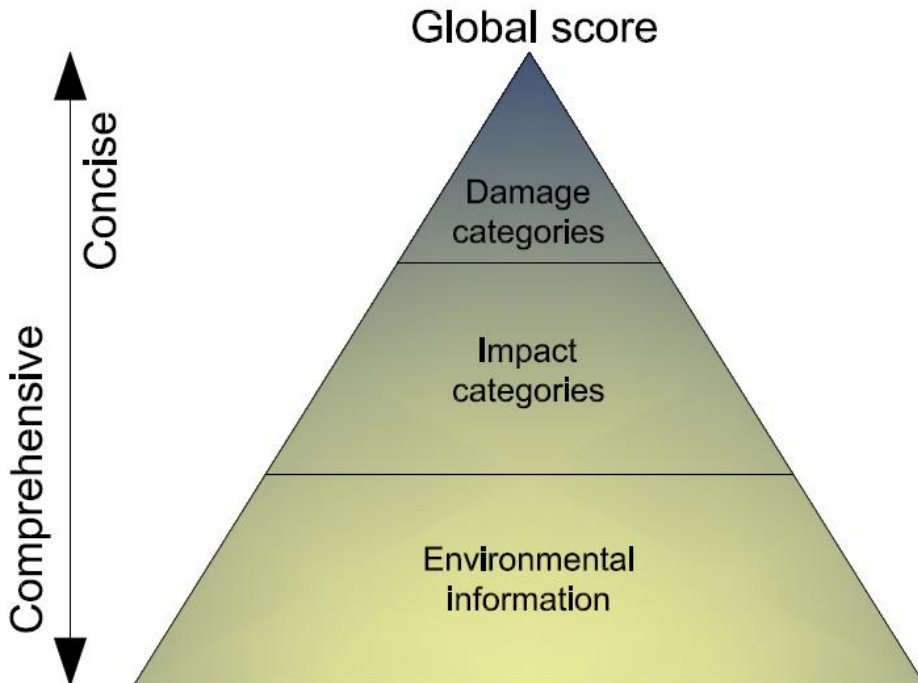 Global score
Concise
Comprehensive
Damage
categories
Impact
categories
Environmental
information